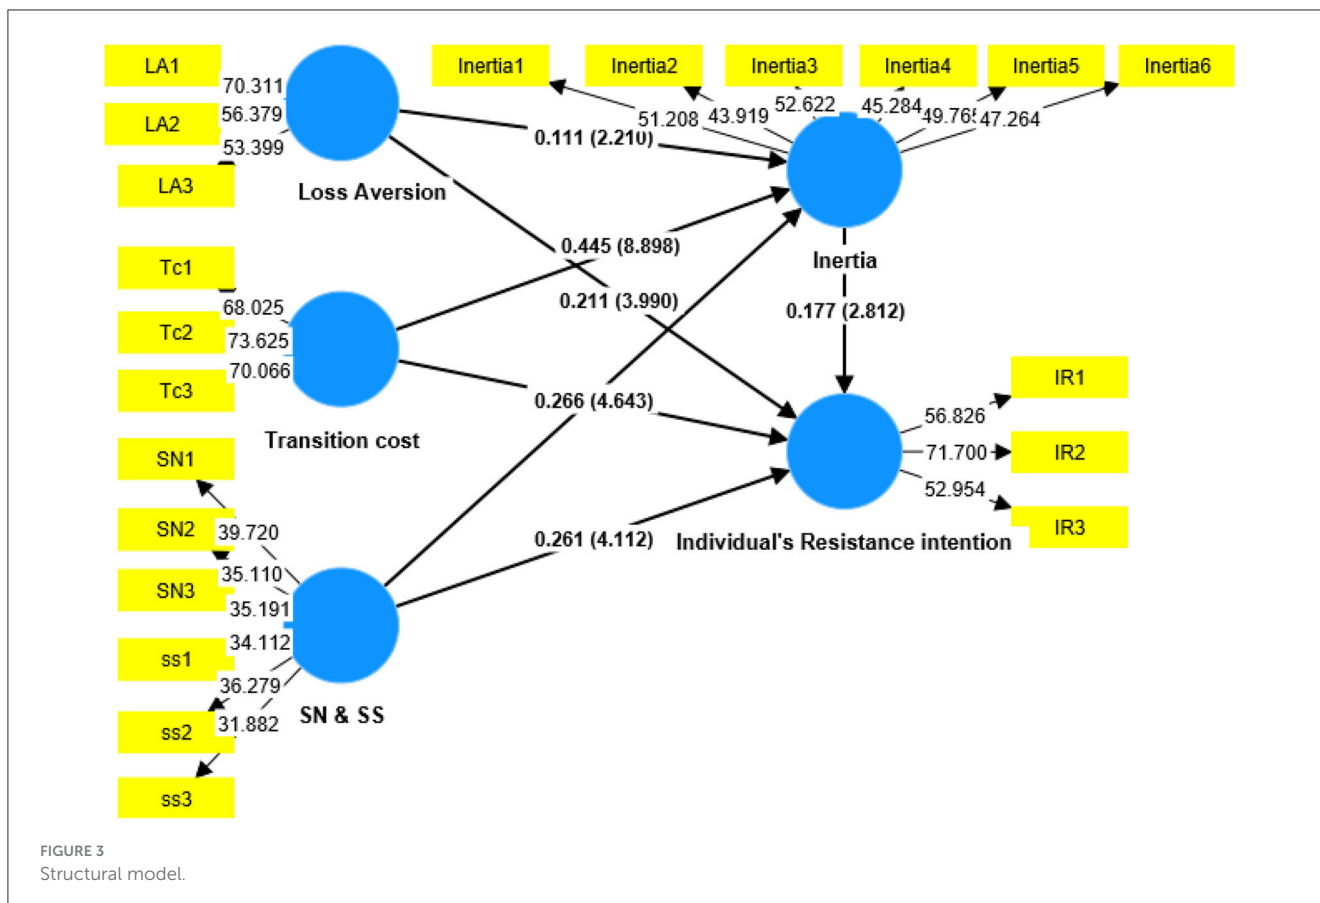 LA1
70.311
LA2
56.379
53.399
LA3
Loss Aversion
Inertia1
Inertia2
Inertia3
Inertia4
Inertia5
Inertia6
51.208
43.919
52.622
45.284
49.765
47.264
0.111 (2.210)
Inertia
Tc1
68.025
Tc2
73.625
70.066
Tc3
Transition cost
0.445 (8.898)
0.211 (3.990)
0.177 (2.812)
0.266 (4.643)
0.261 (4.112)
SN1
39.720
SN2
35.110
SN3
35.191
34.112
ss1
36.279
ss2
31.882
ss3
SN & SS
Individual's Resistance intention
56.826
IR1
71.700
IR2
52.954
IR3
FIGURE 3
Structural model.